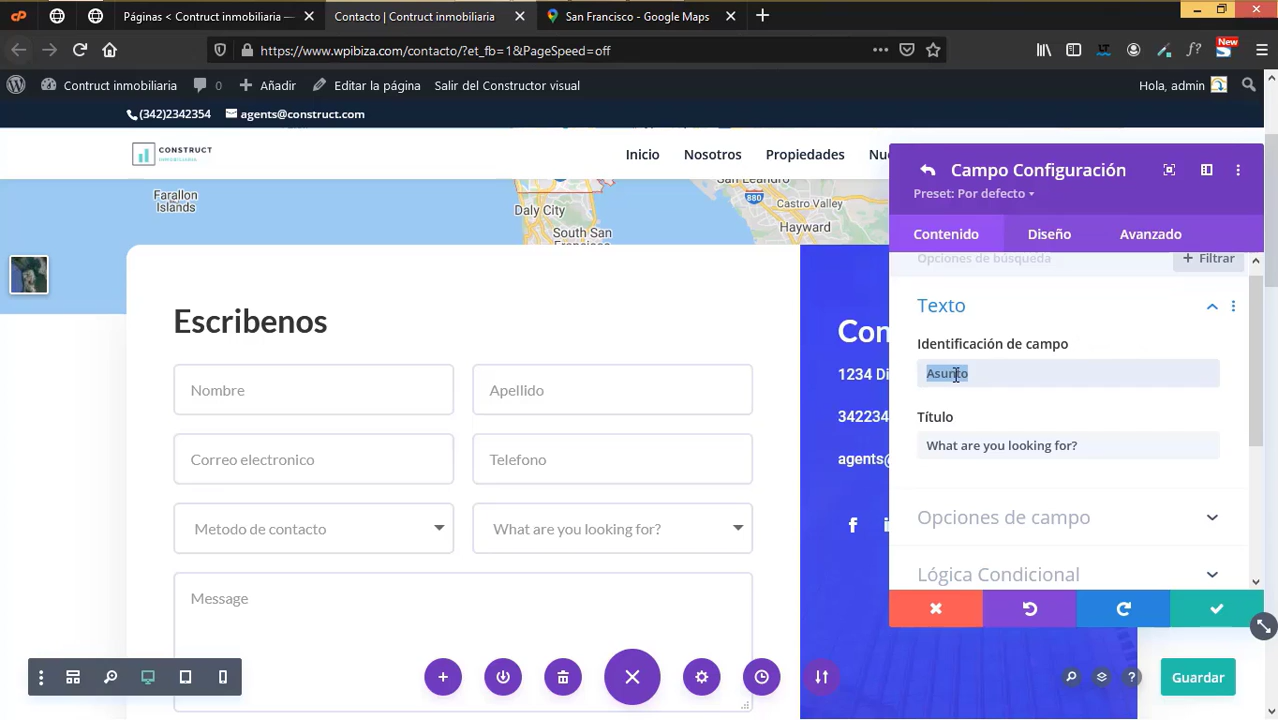 Páginas ‹ Contruct inmobiliaria —
Contacto | Contruct inmobiliaria
San Francisco - Google Maps
https://www.wpibiza.com/contacto/?et_fb=1&PageSpeed=off
New
Contruct inmobiliaria
0
Añadir
Editar la página
Salir del Constructor visual
Hola, admin
(342)2342354
agents@construct.com
CONSTRUCT
INMOBILIARIA
Inicio
Nosotros
Propiedades
Campo Configuración
Preset: Por defecto
Contenido
Diseño
Avanzado
Opciones de búsqueda
+ Filtrar
Texto
Identificación de campo
Asunto
Título
What are you looking for?
Opciones de campo
Lógica Condicional
Farallon
Islands
Daly City
South San
San Leandro
Castro Valley
880
Hayward
Escribenos
Nombre
Apellido
Correo electronico
Telefono
Metodo de contacto
What are you looking for?
Message
1234 Di
342234
agents@
Guardar